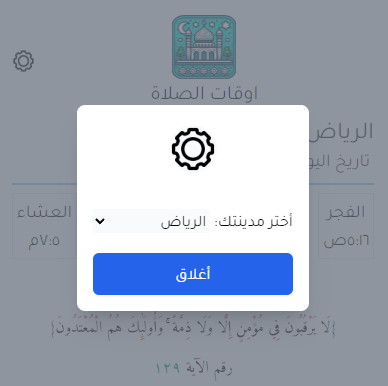 اوقات الصلاة
الرياض
تاريخ اليو
أختر مدينتك: الرياض
أغلاق
الفجر
٥:١٦ص
العشاء
٧:٠٥م
{لَا يَرْقُبُونَ فِي مُؤْمِنٍ إِلًّا وَلَا ذِمَّةً ۚ وَأُولَٰئِكَ هُمُ الْمُعْتَدُونَ}
رقم الآية ١٢٩